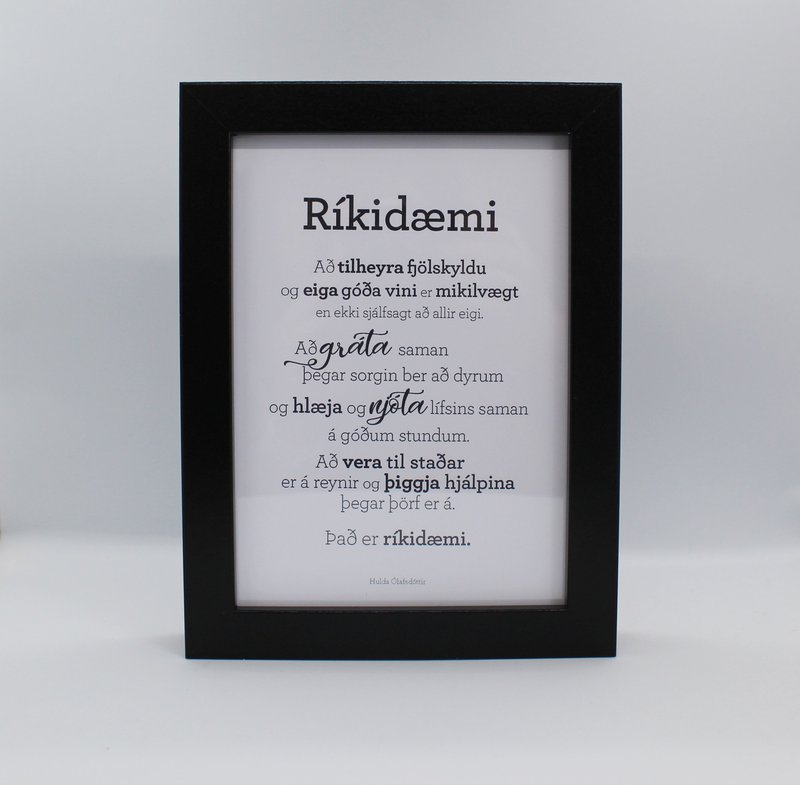 Ríkidæmi
Að tilheyra fjölskyldu
og eiga góða vini er mikilvægt
en ekki sjálfsagt að allir eigi.
Að gráta saman
þegar sorgin ber að dyrum
og hlæja og njóta lífsins saman
á góðum stundum.
Að vera til staðar
er á reynir og þiggja hjálpina
þegar þörf er á.
Það er ríkidæmi.
Hulda Ólafsdóttir